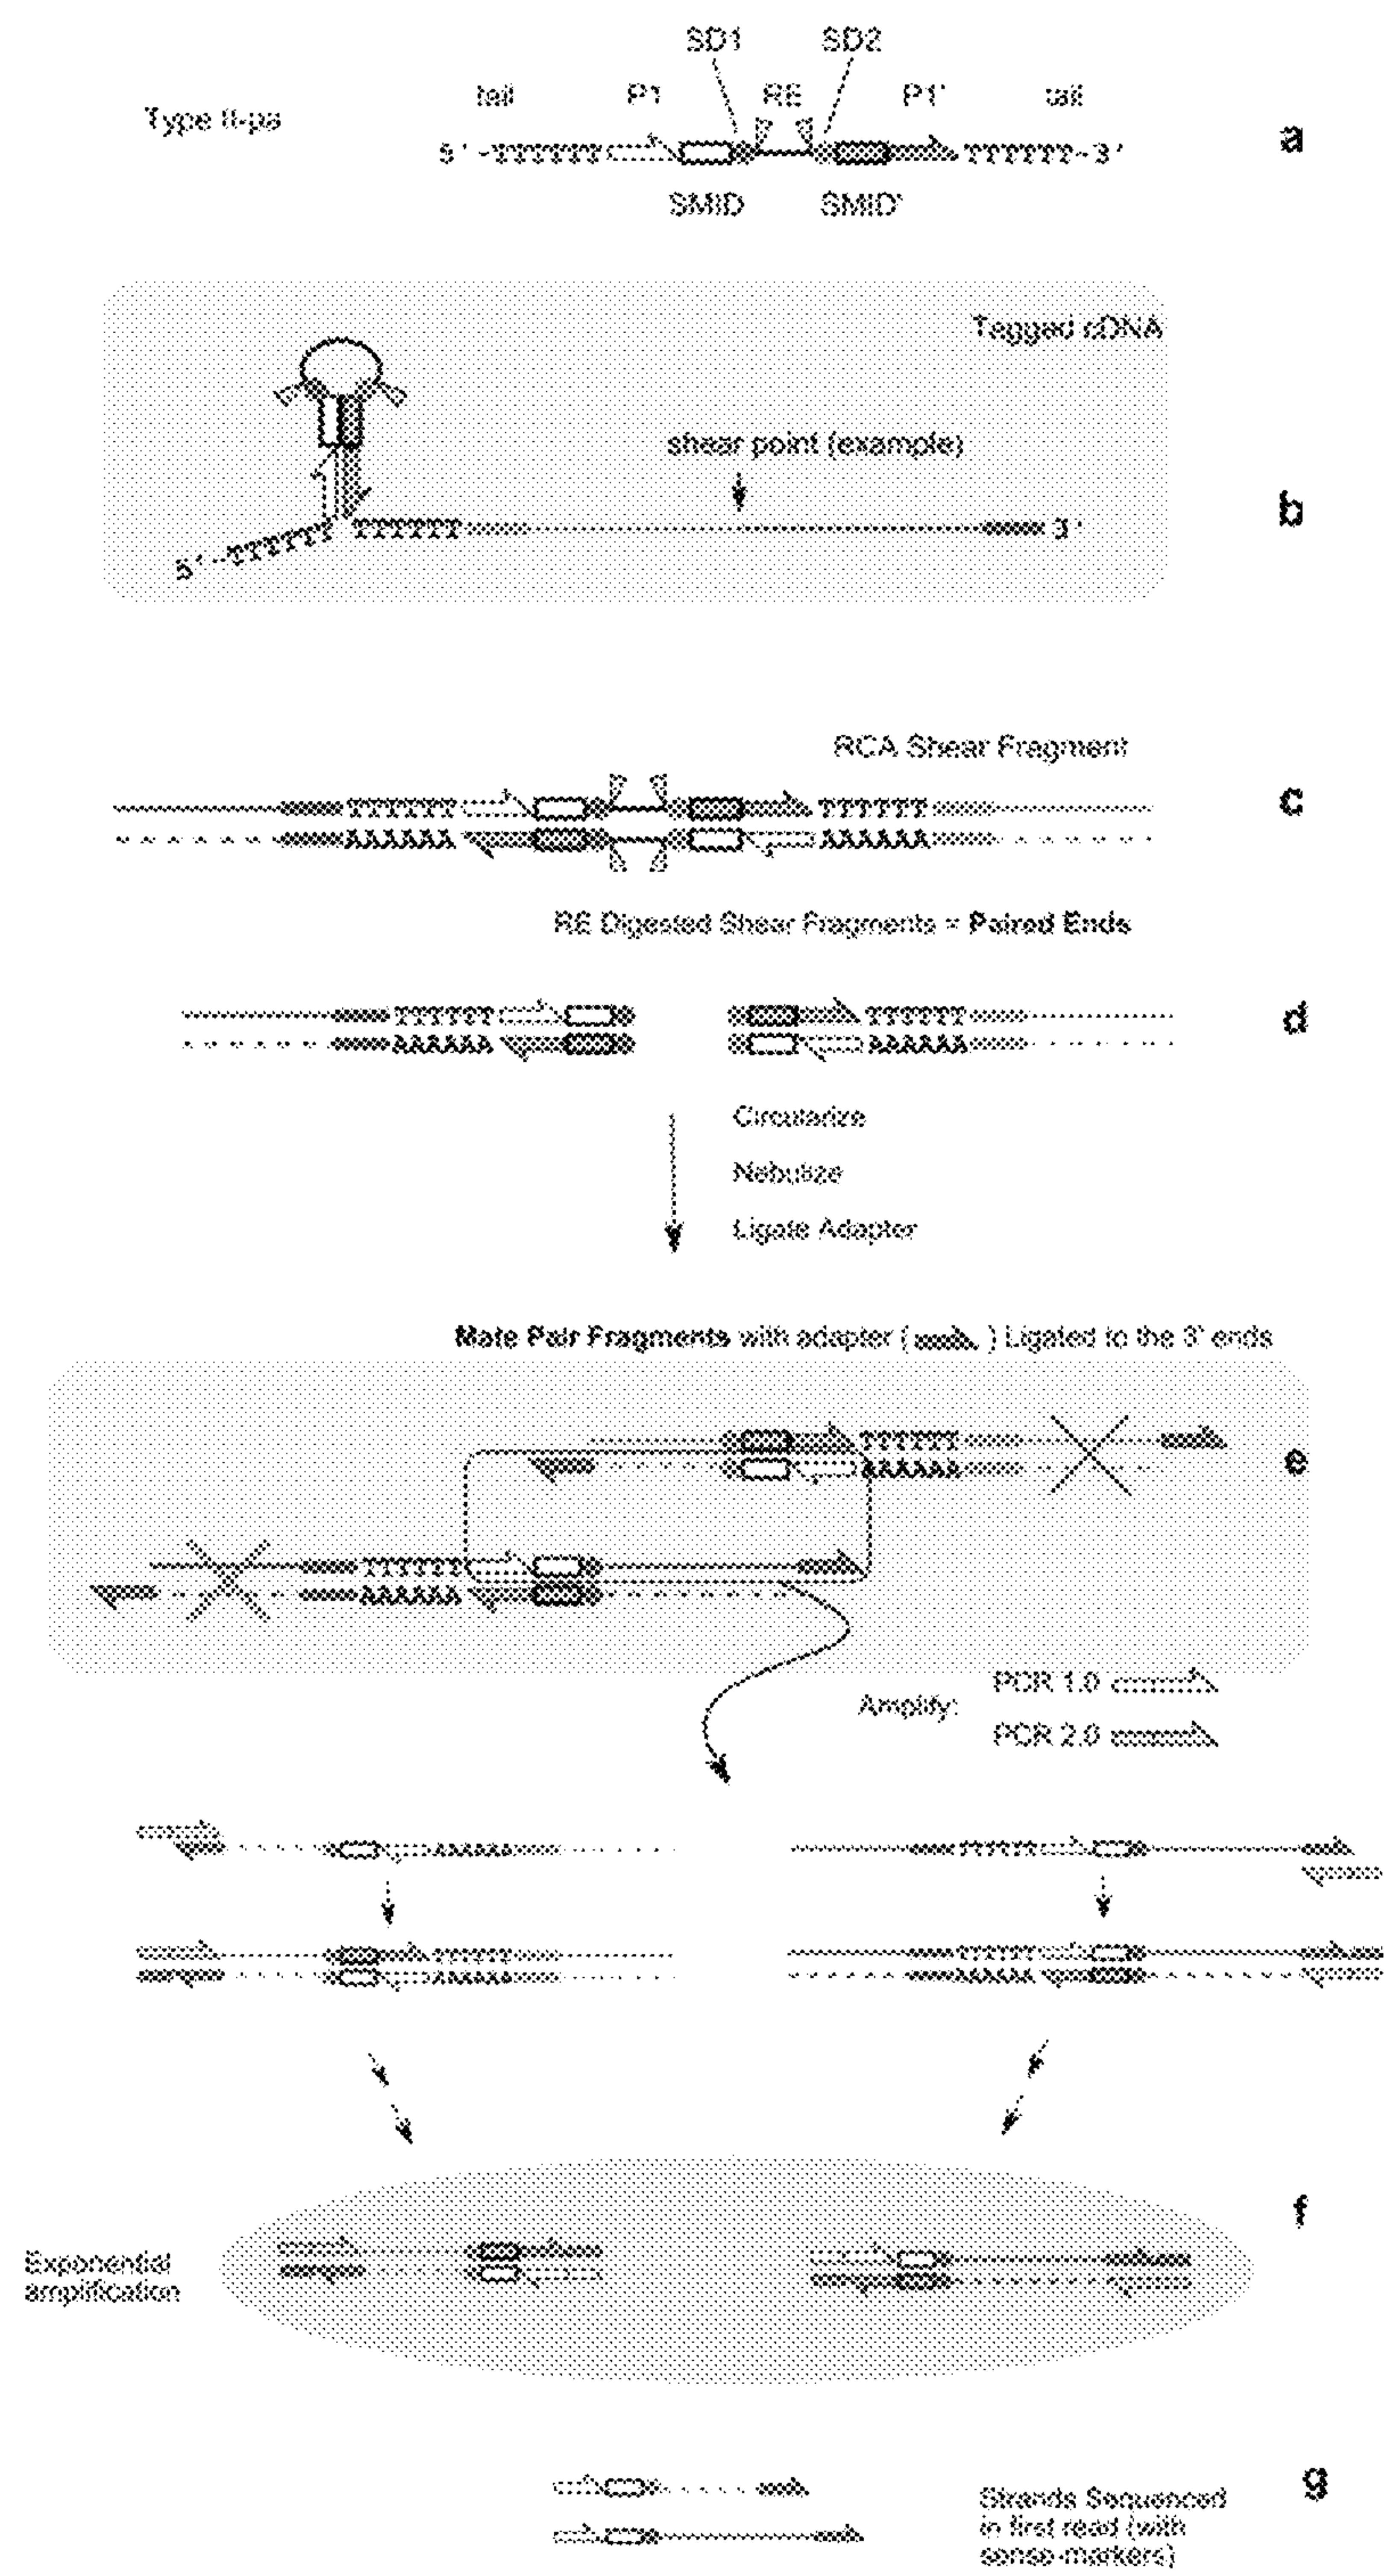 SD1 SD2
tail P1 RE P1' tail
Type II-pa
a
5'-TTTTTT TTTTTT-3'
SMID SMID'
Tagged cDNA
shear point (example)
b
TTTTTT 3'
5'-TTTTTT
RCA Shear Fragment
c
TTTTTT TTTTTT
AAAAAA AAAAAA
RE Digested Shear Fragments = Paired Ends
d
TTTTTT TTTTTT
AAAAAA AAAAAA
Circularize
Nebulize
Ligate Adapter
Mate Pair Fragments with adapter ( ) Ligated to the 3' ends
TTTTTT
e
AAAAAA
TTTTTT
AAAAAA
PCR 1.0
Amplify:
PCR 2.0
AAAAAA TTTTTT
TTTTTT TTTTTT
AAAAAA AAAAAA
f
Exponential
amplification
g
Strands Sequenced
in first read (with
sense-markers)